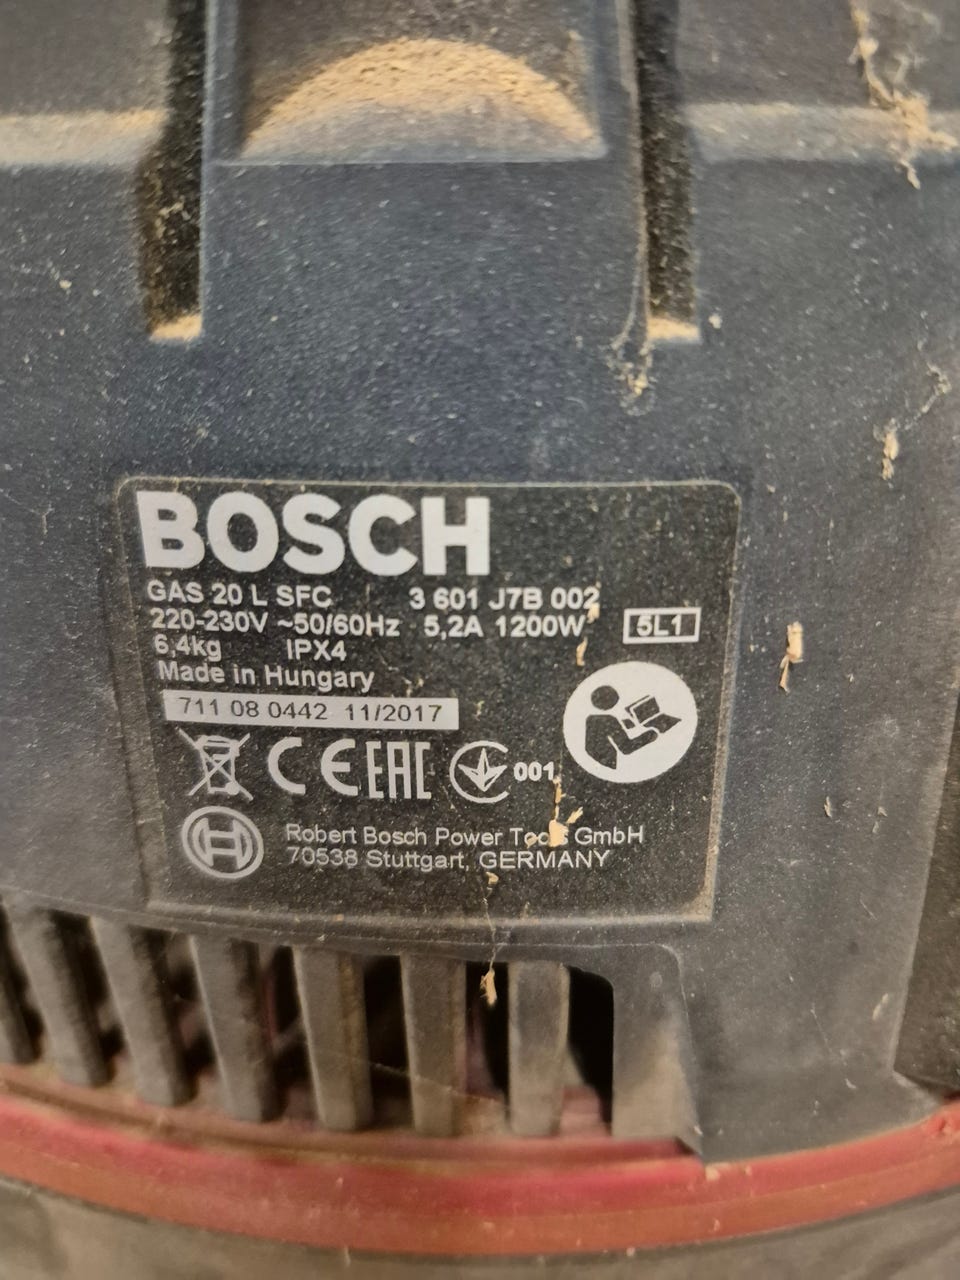 BOSCH
GAS 20 L SFC 3 601 J7B 002
220-230V ~50/60Hz 5,2A 1200W 5L1
6,4kg IPX4
Made in Hungary
711 08 0442 11/2017
CE EAC 001
Robert Bosch Power Tools GmbH
70538 Stuttgart, GERMANY